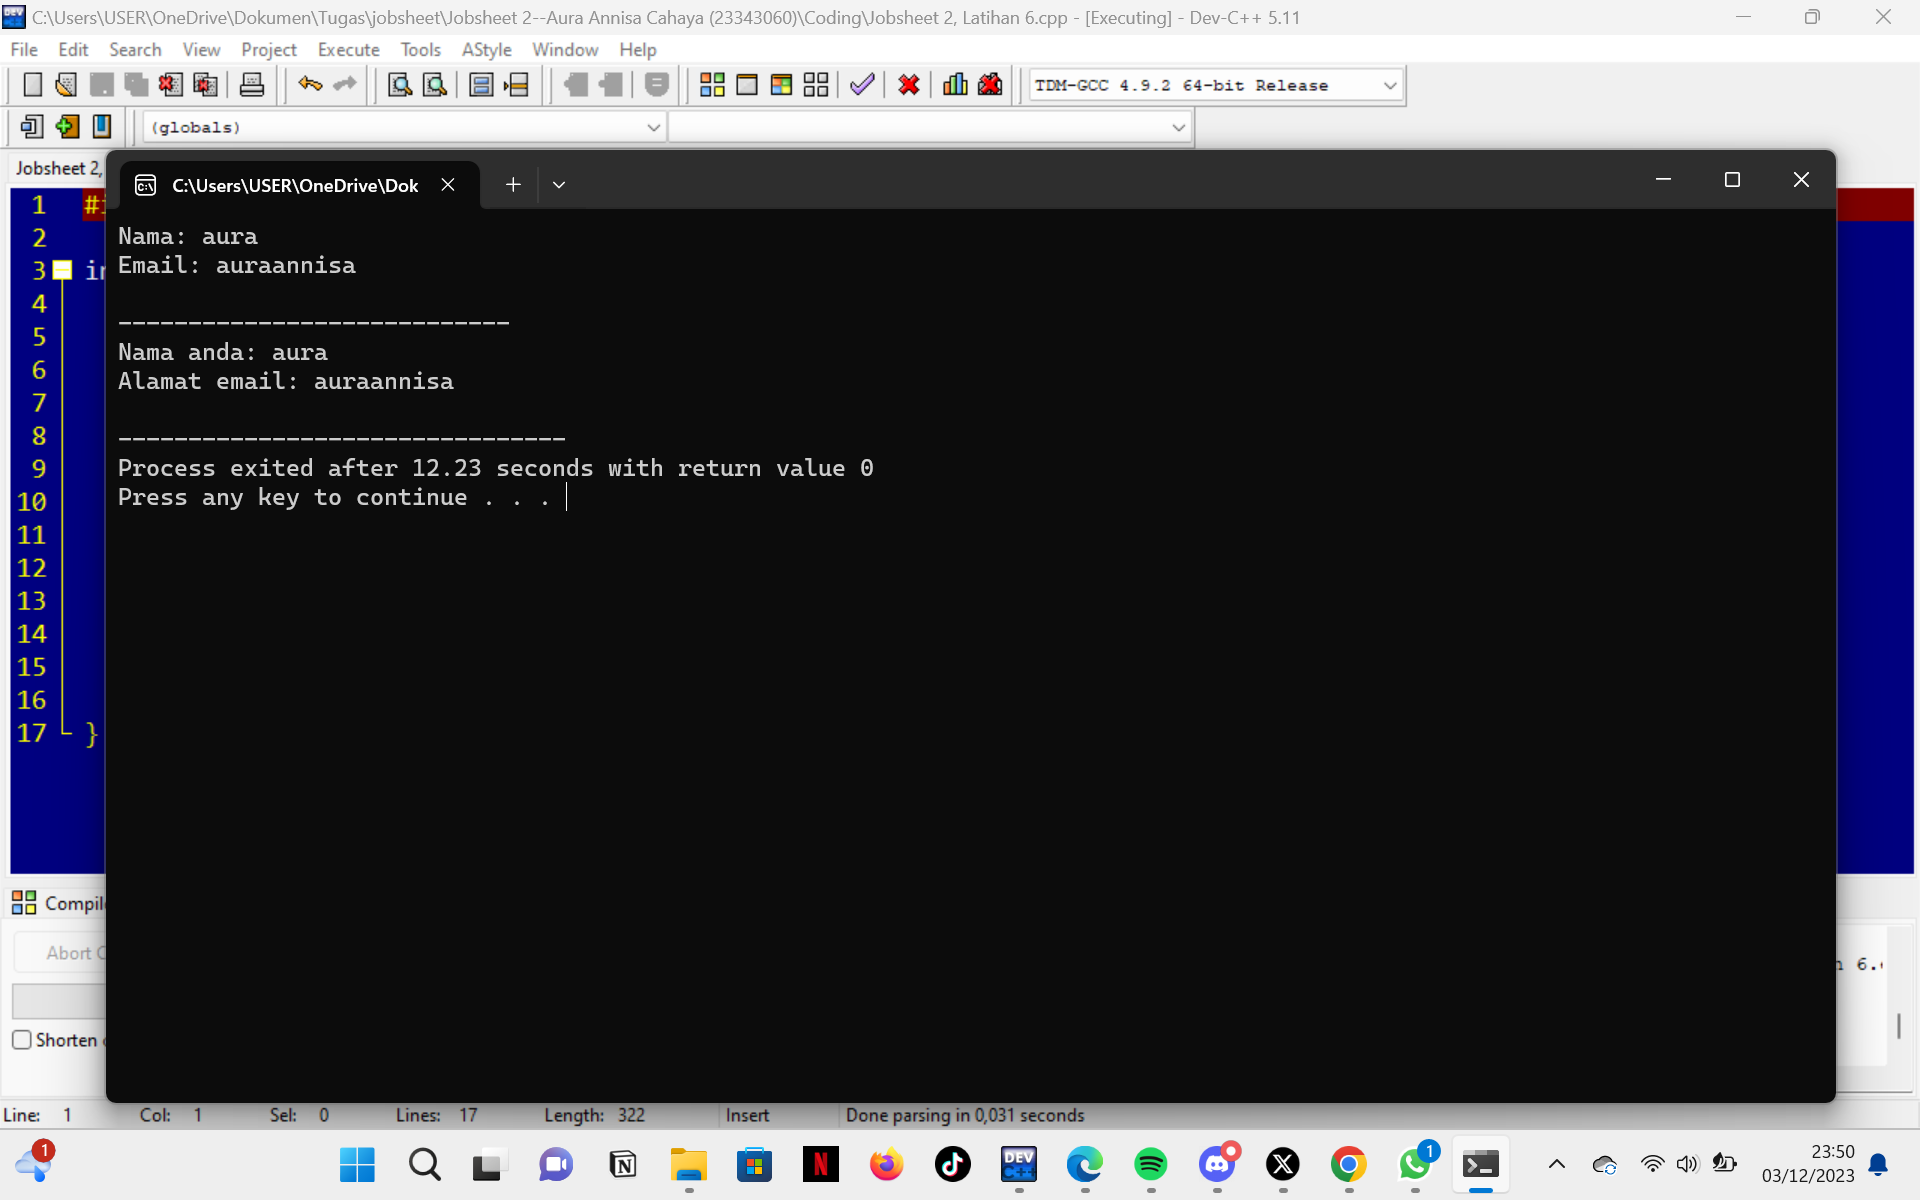 C:\Users\USER\OneDrive\Dokumen\Tugas\jobsheet\Jobsheet 2--Aura Annisa Cahaya (23343060)\Coding\Jobsheet 2, Latihan 6.cpp - [Executing] - Dev-C++ 5.11
File Edit Search View Project Execute Tools AStyle Window Help
TDM-GCC 4.9.2 64-bit Release
(globals)
Jobsheet 2,
C:\Users\USER\OneDrive\Dok
1 #i
2
3 in
4
5
6
7
8
9
10
11
12
13
14
15
16
17 }
Nama: aura
Email: auraannisa
----------------------------
Nama anda: aura
Alamat email: auraannisa
--------------------------------
Process exited after 12.23 seconds with return value 0
Press any key to continue . . .
Compil
Abort C
n 6.
Shorten
Line: 1 Col: 1 Sel: 0 Lines: 17 Length: 322 Insert Done parsing in 0,031 seconds
1
DEV C++
1
23:50
03/12/2023